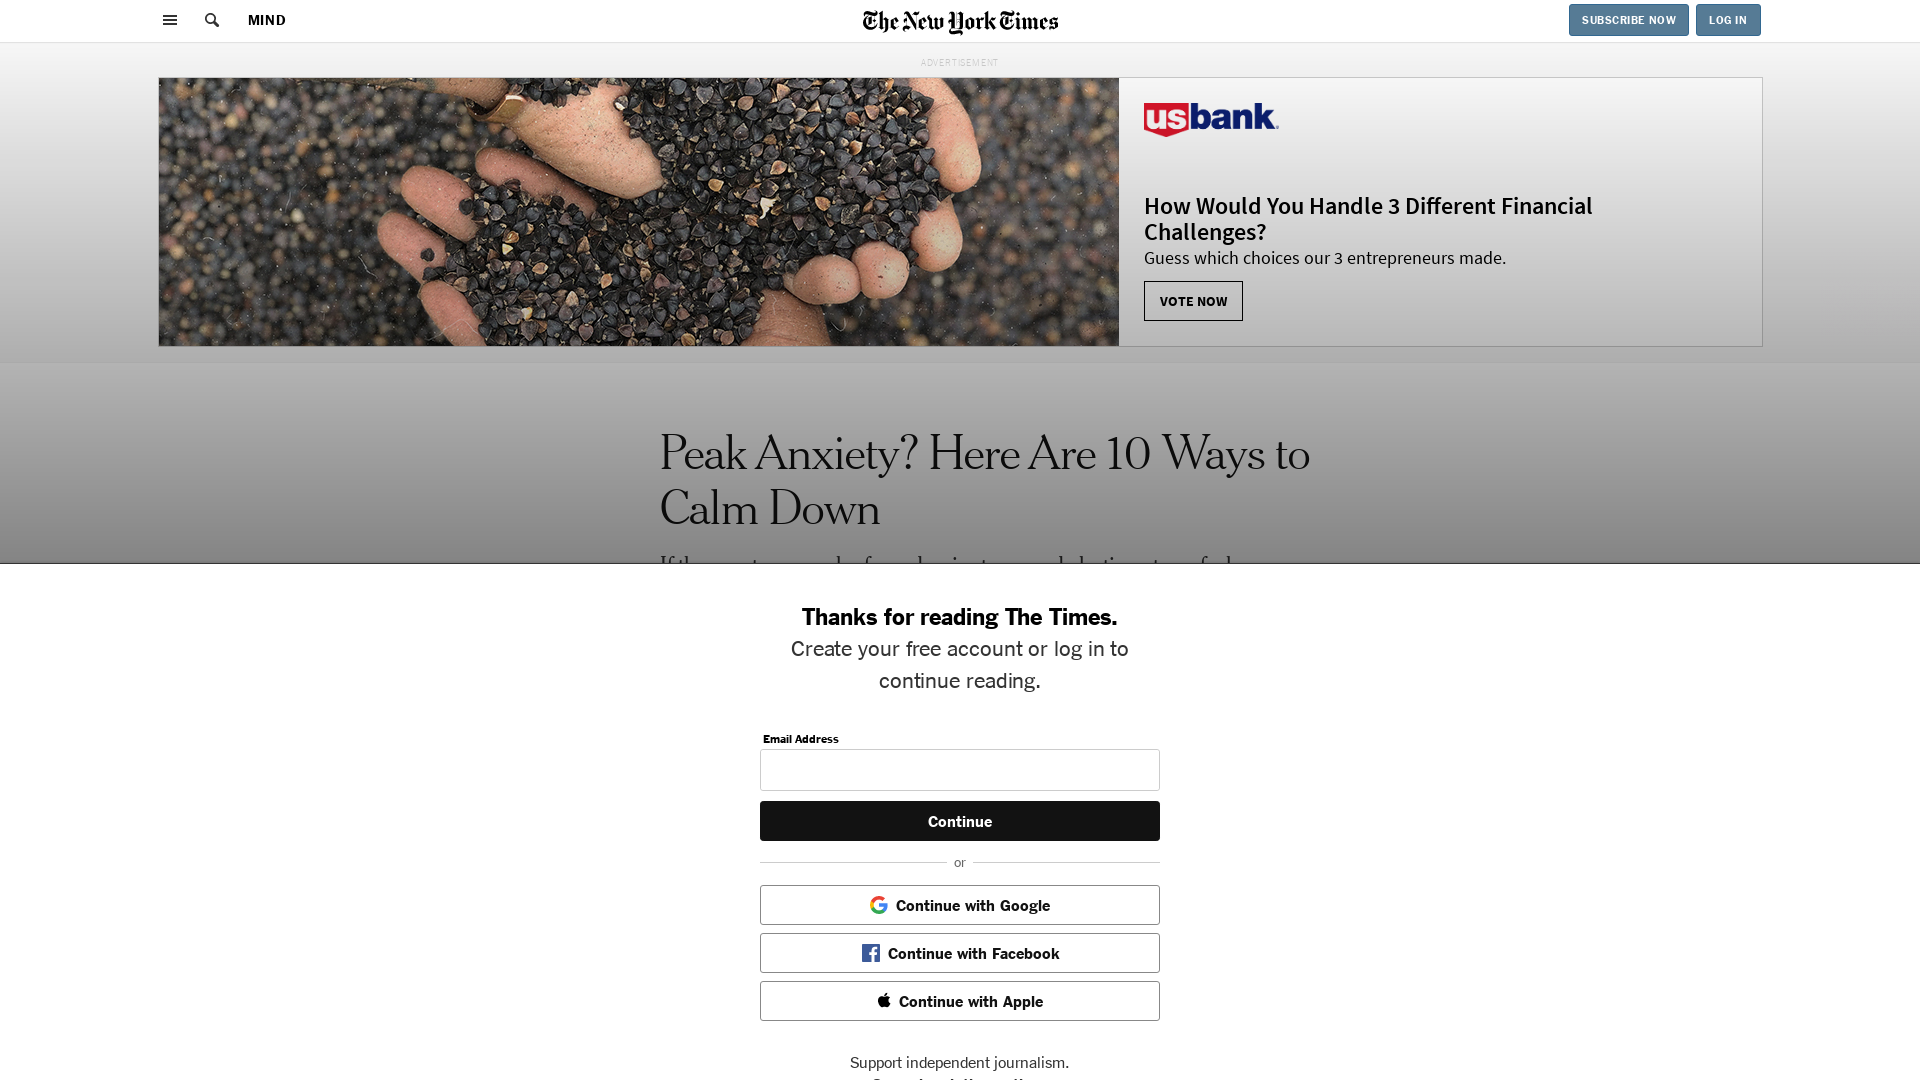 MIND
The New York Times
SUBSCRIBE NOW
LOG IN
ADVERTISEMENT
usbank
How Would You Handle 3 Different Financial
Challenges?
Guess which choices our 3 entrepreneurs made.
VOTE NOW
Peak Anxiety? Here Are 10 Ways to
Calm Down
Thanks for reading The Times.
Create your free account or log in to
continue reading.
Email Address
Continue
or
Continue with Google
Continue with Facebook
Continue with Apple
Support independent journalism.